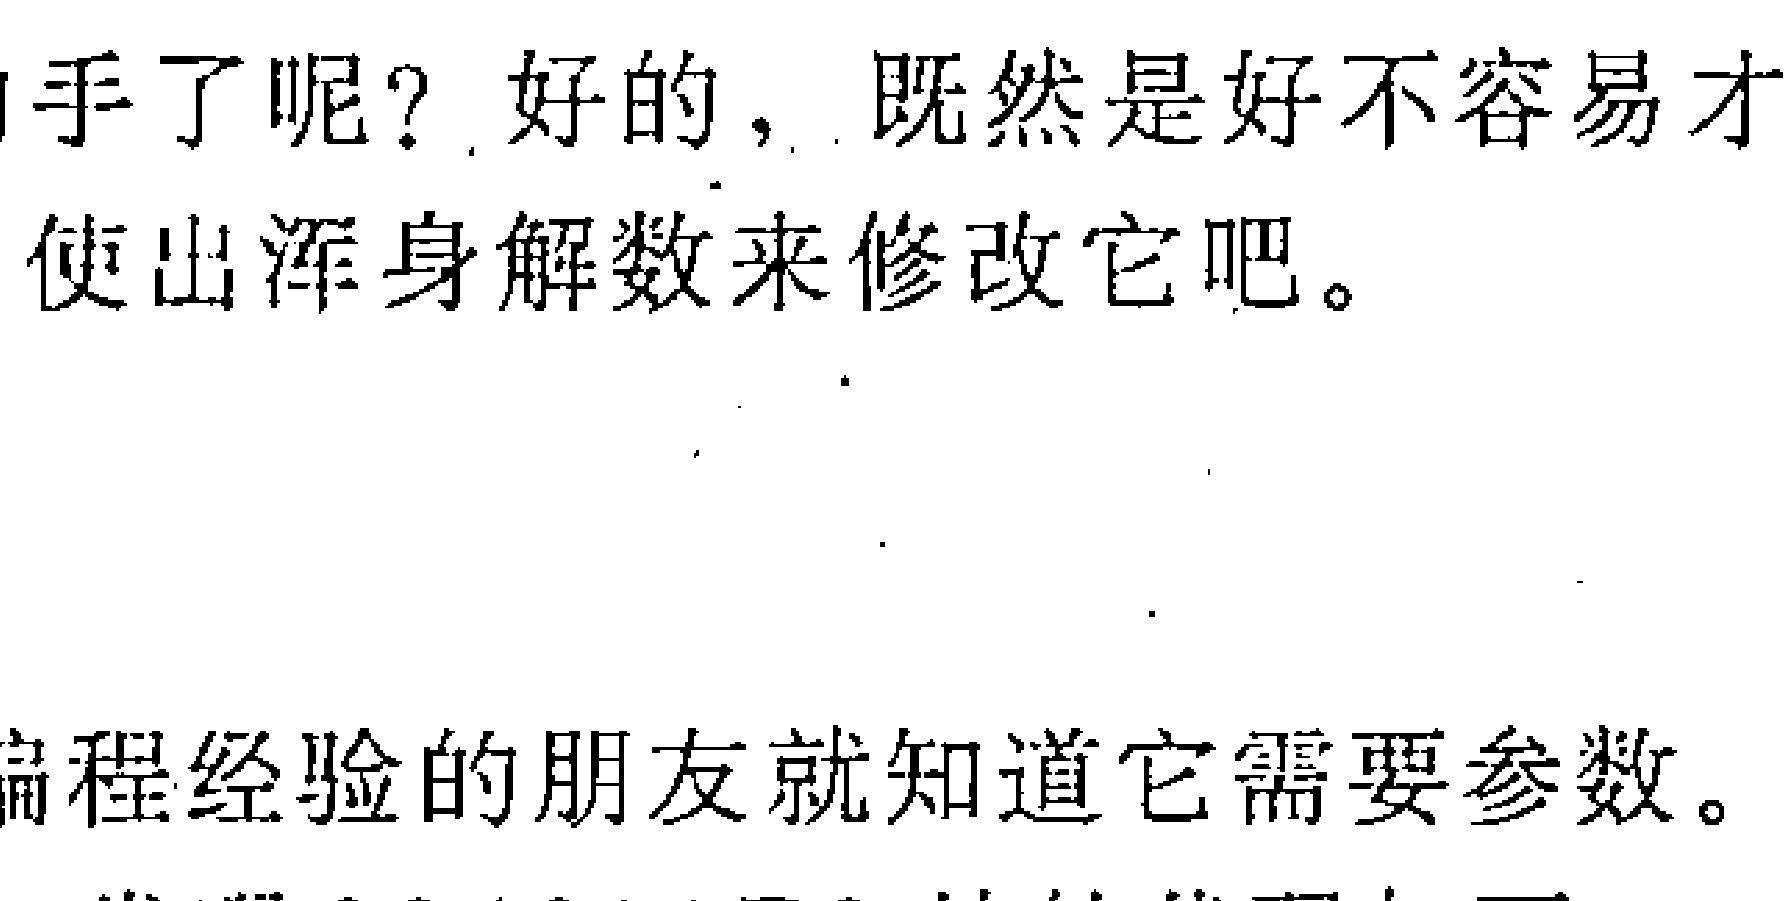 手了呢？好的，既然是好不容易才
使出浑身解数来修改它吧。
编程经验的朋友就知道它需要参数。